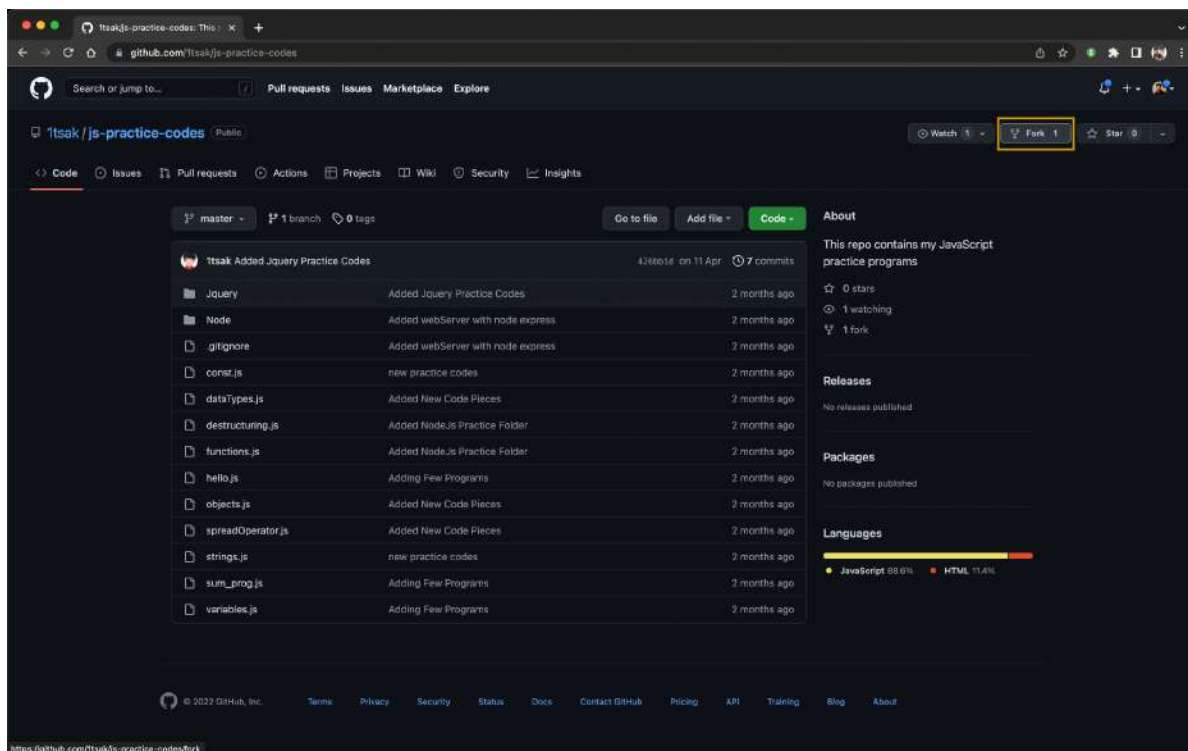 1tsak/js-practice-codes: This
github.com/1tsak/js-practice-codes
Search or jump to... / Pull requests Issues Marketplace Explore
1tsak / js-practice-codes Public
Watch 1 Fork 1 Star 0
Code Issues Pull requests Actions Projects Wiki Security Insights
master 1 branch 0 tags Go to file Add file Code
1tsak Added Jquery Practice Codes on 11 Apr 7 commits
Jquery Added Jquery Practice Codes 2 months ago
Node Added webServer with node express 2 months ago
.gitignore Added webServer with node express 2 months ago
const.js new practice codes 2 months ago
dataTypes.js Added New Code Pieces 2 months ago
destructuring.js Added NodeJs Practice Folder 2 months ago
functions.js Added NodeJs Practice Folder 2 months ago
hello.js Adding Few Programs 2 months ago
objects.js Added New Code Pieces 2 months ago
spreadOperator.js Added New Code Pieces 2 months ago
strings.js new practice codes 2 months ago
sum_prog.js Adding Few Programs 2 months ago
variables.js Adding Few Programs 2 months ago
About
This repo contains my JavaScript
practice programs
0 stars
1 watching
1 fork
Releases
No releases published
Packages
No packages published
Languages
JavaScript 88.6% HTML 11.4%
© 2022 GitHub, Inc. Terms Privacy Security Status Docs Contact GitHub Pricing API Training Blog About
https://github.com/1tsak/js-practice-codes/fork